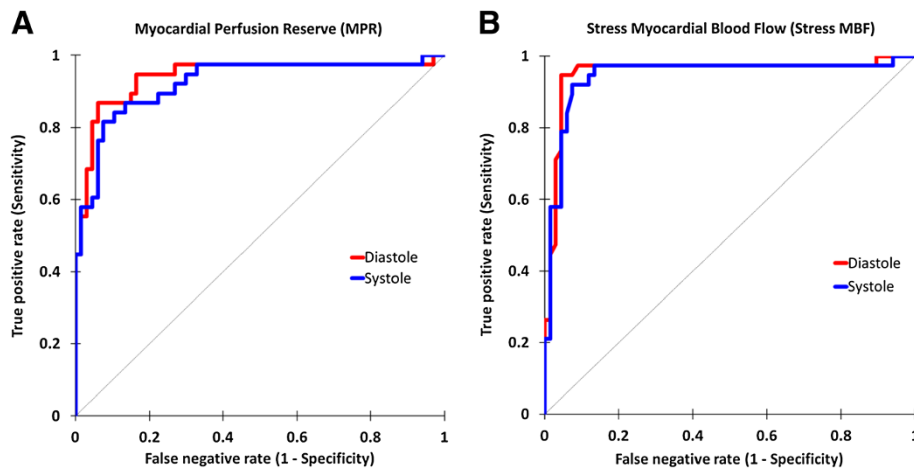 A
Myocardial Perfusion Reserve (MPR)
True positive rate (Sensitivity)
1
0.8
0.6
0.4
0.2
0
Diastole
Systole
0 0.2 0.4 0.6 0.8 1
False negative rate (1 - Specificity)
B
Stress Myocardial Blood Flow (Stress MBF)
True positive rate (Sensitivity)
1
0.8
0.6
0.4
0.2
0
Diastole
Systole
0 0.2 0.4 0.6 0.8 1
False negative rate (1 - Specificity)